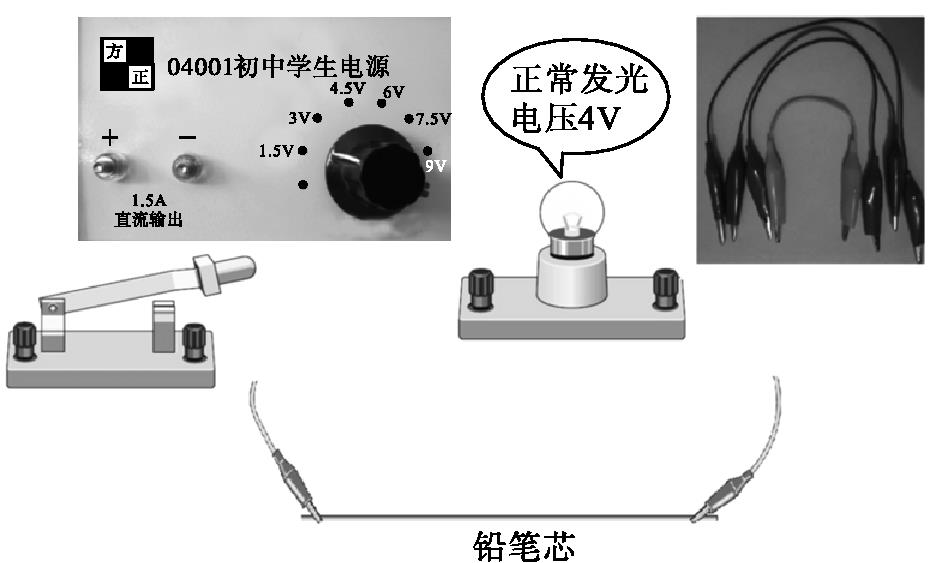 方
正
04001初中学生电源
4.5V
6V
3V
7.5V
1.5V
9V
+
−
1.5A
直流输出
正常发光
电压4V
铅笔芯